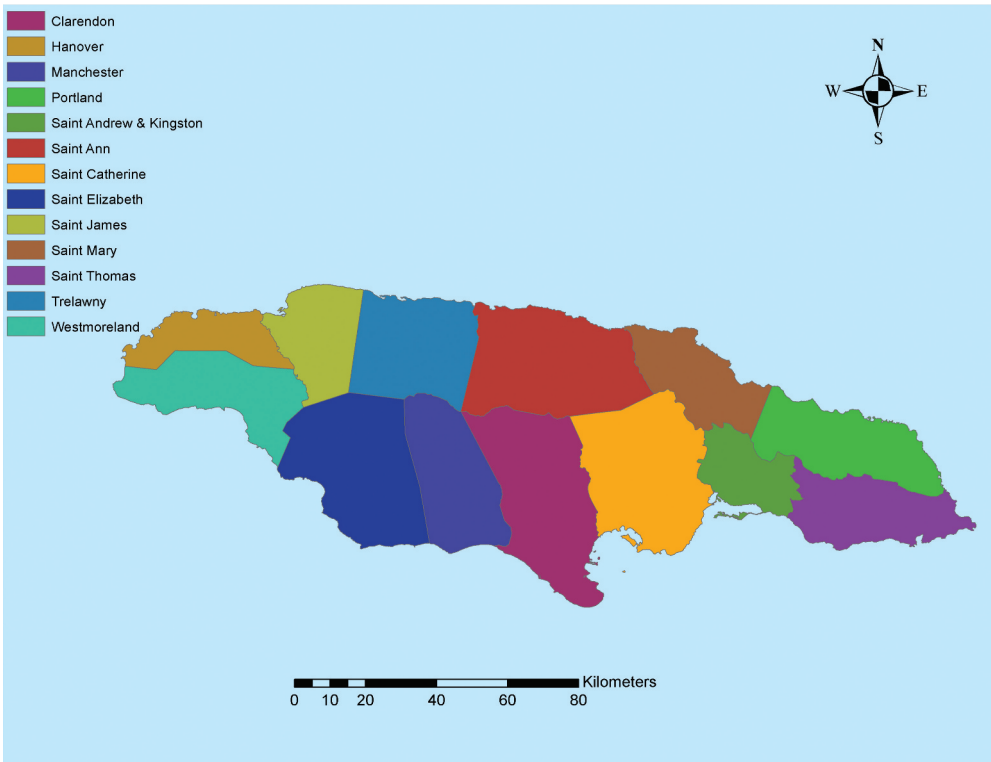 Clarendon
Hanover
Manchester
Portland
Saint Andrew & Kingston
Saint Ann
Saint Catherine
Saint Elizabeth
Saint James
Saint Mary
Saint Thomas
Trelawny
Westmoreland
N
W E
S
Kilometers
0 10 20 40 60 80